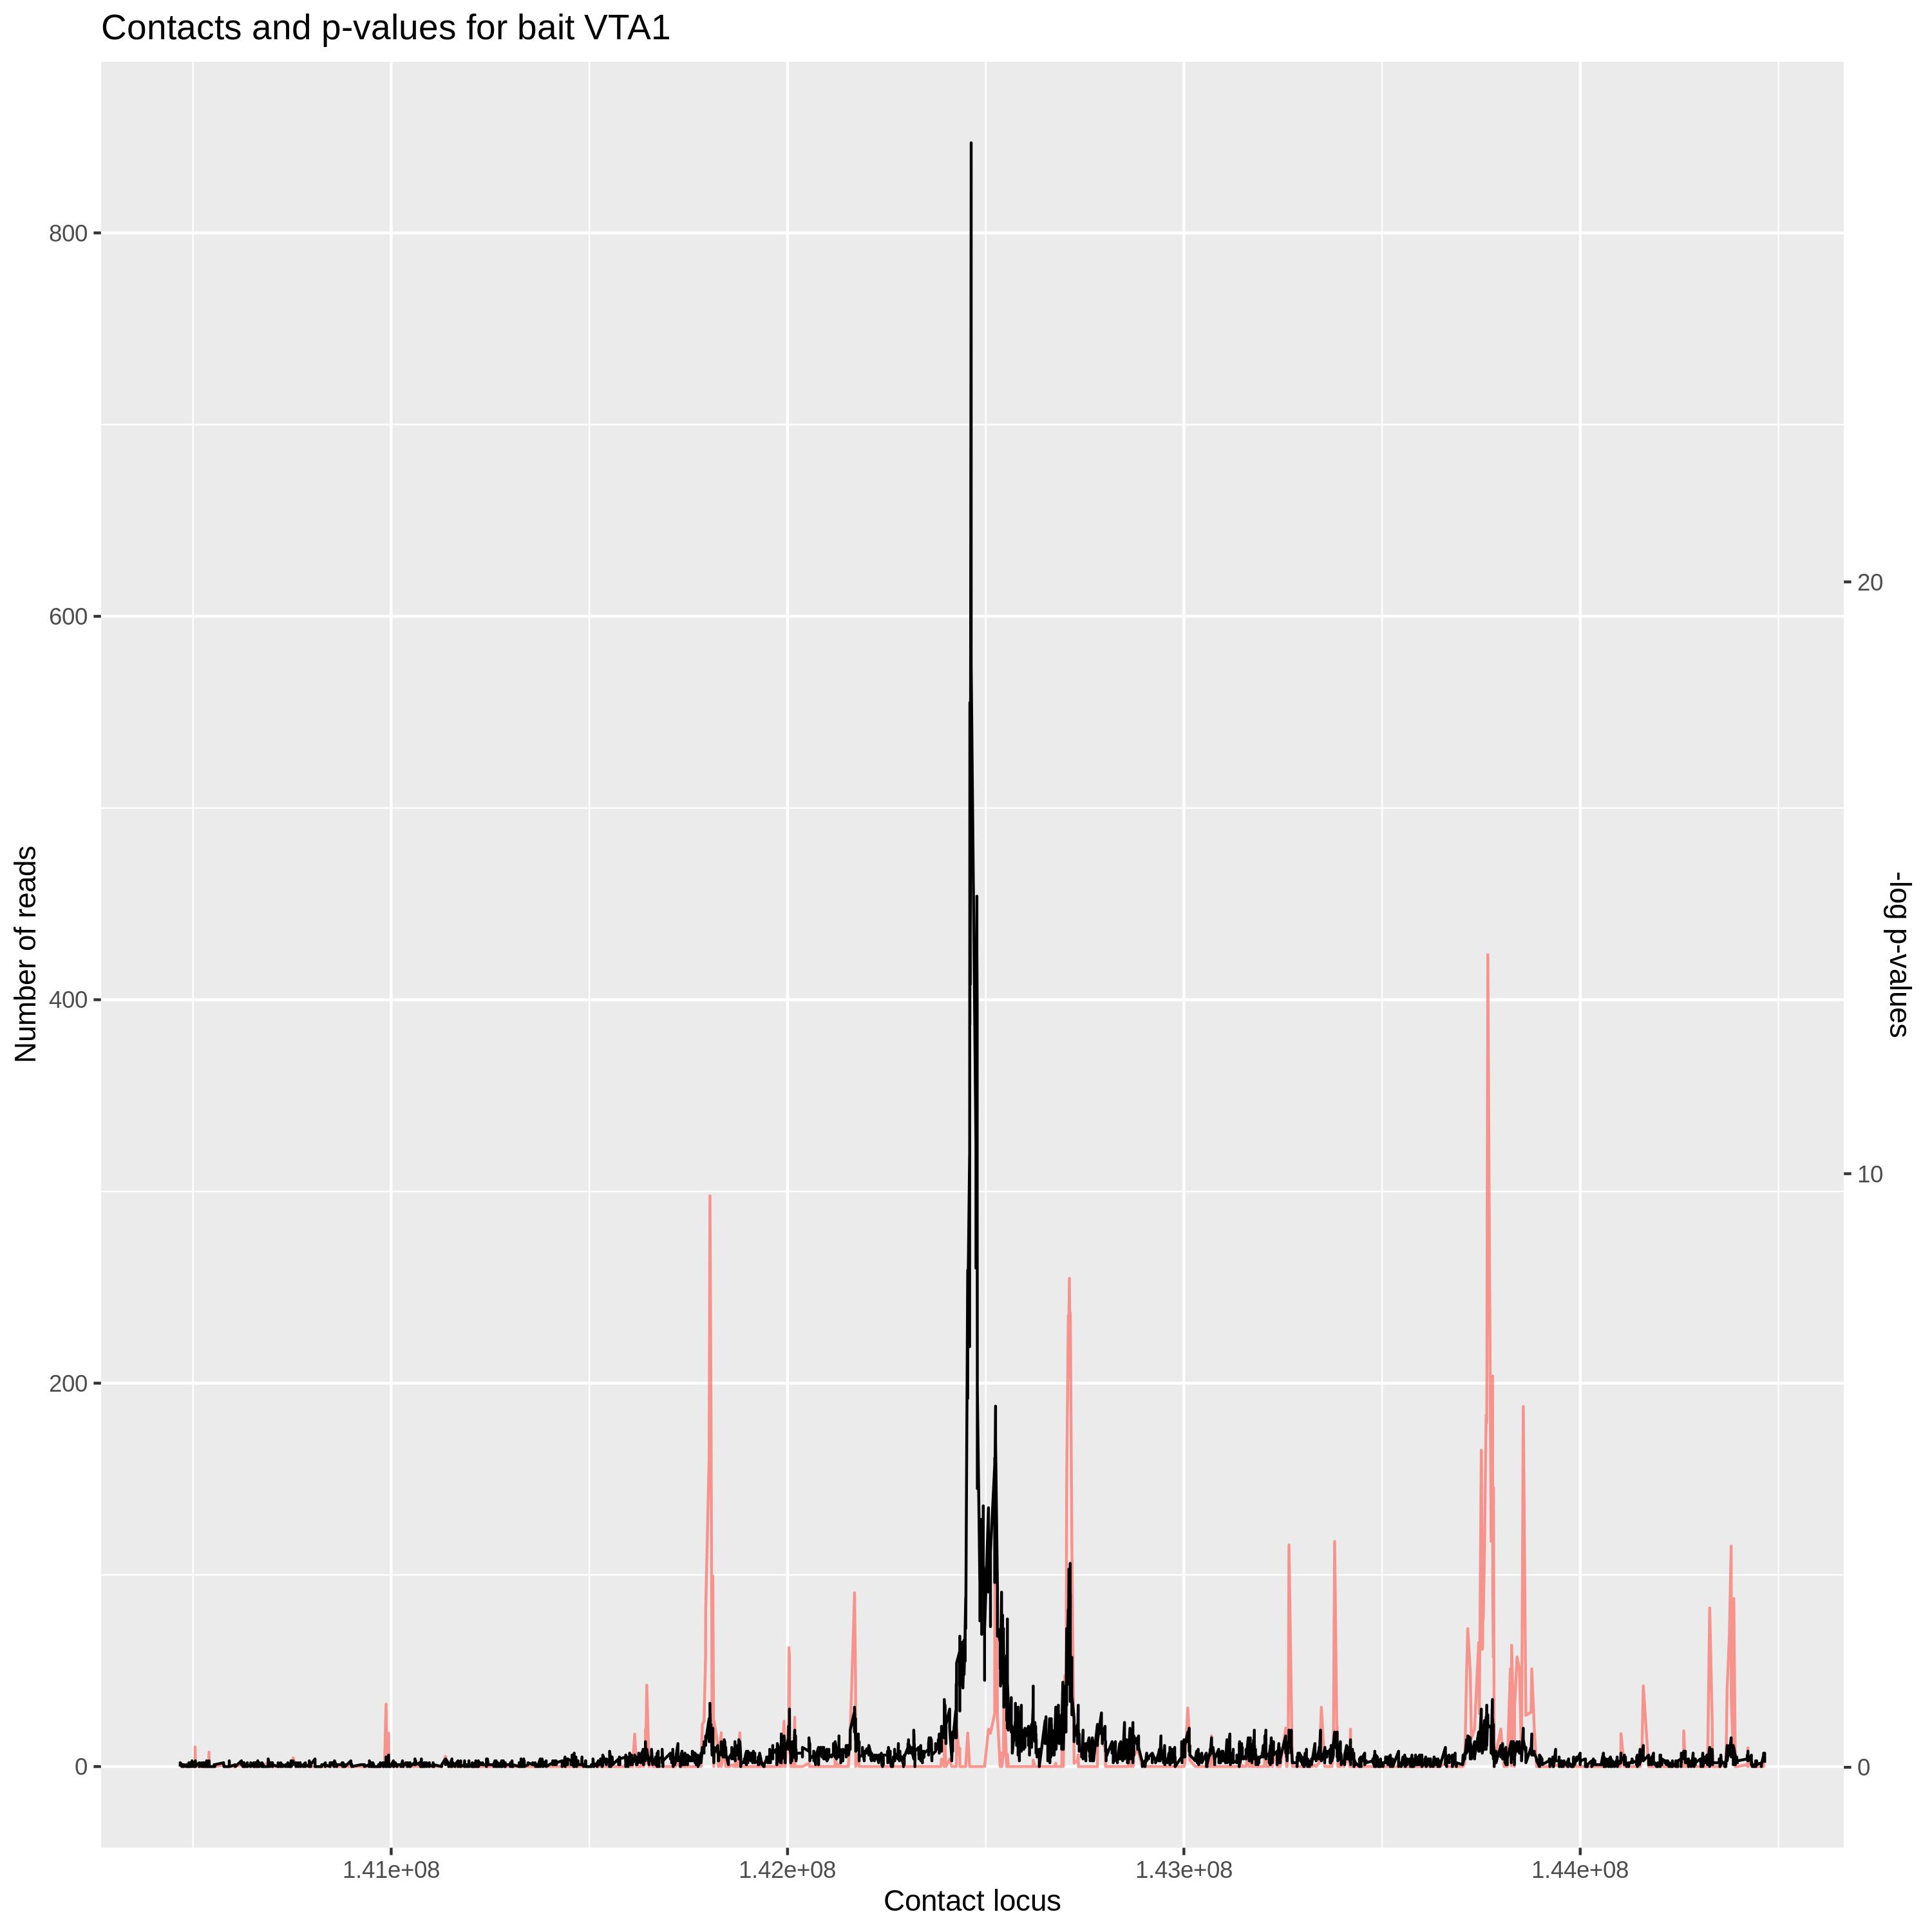 Contacts and p-values for bait VTA1
800
600
400
200
0
Number of reads
20
10
0
-log p-values
1.41e+08
1.42e+08
1.43e+08
1.44e+08
Contact locus